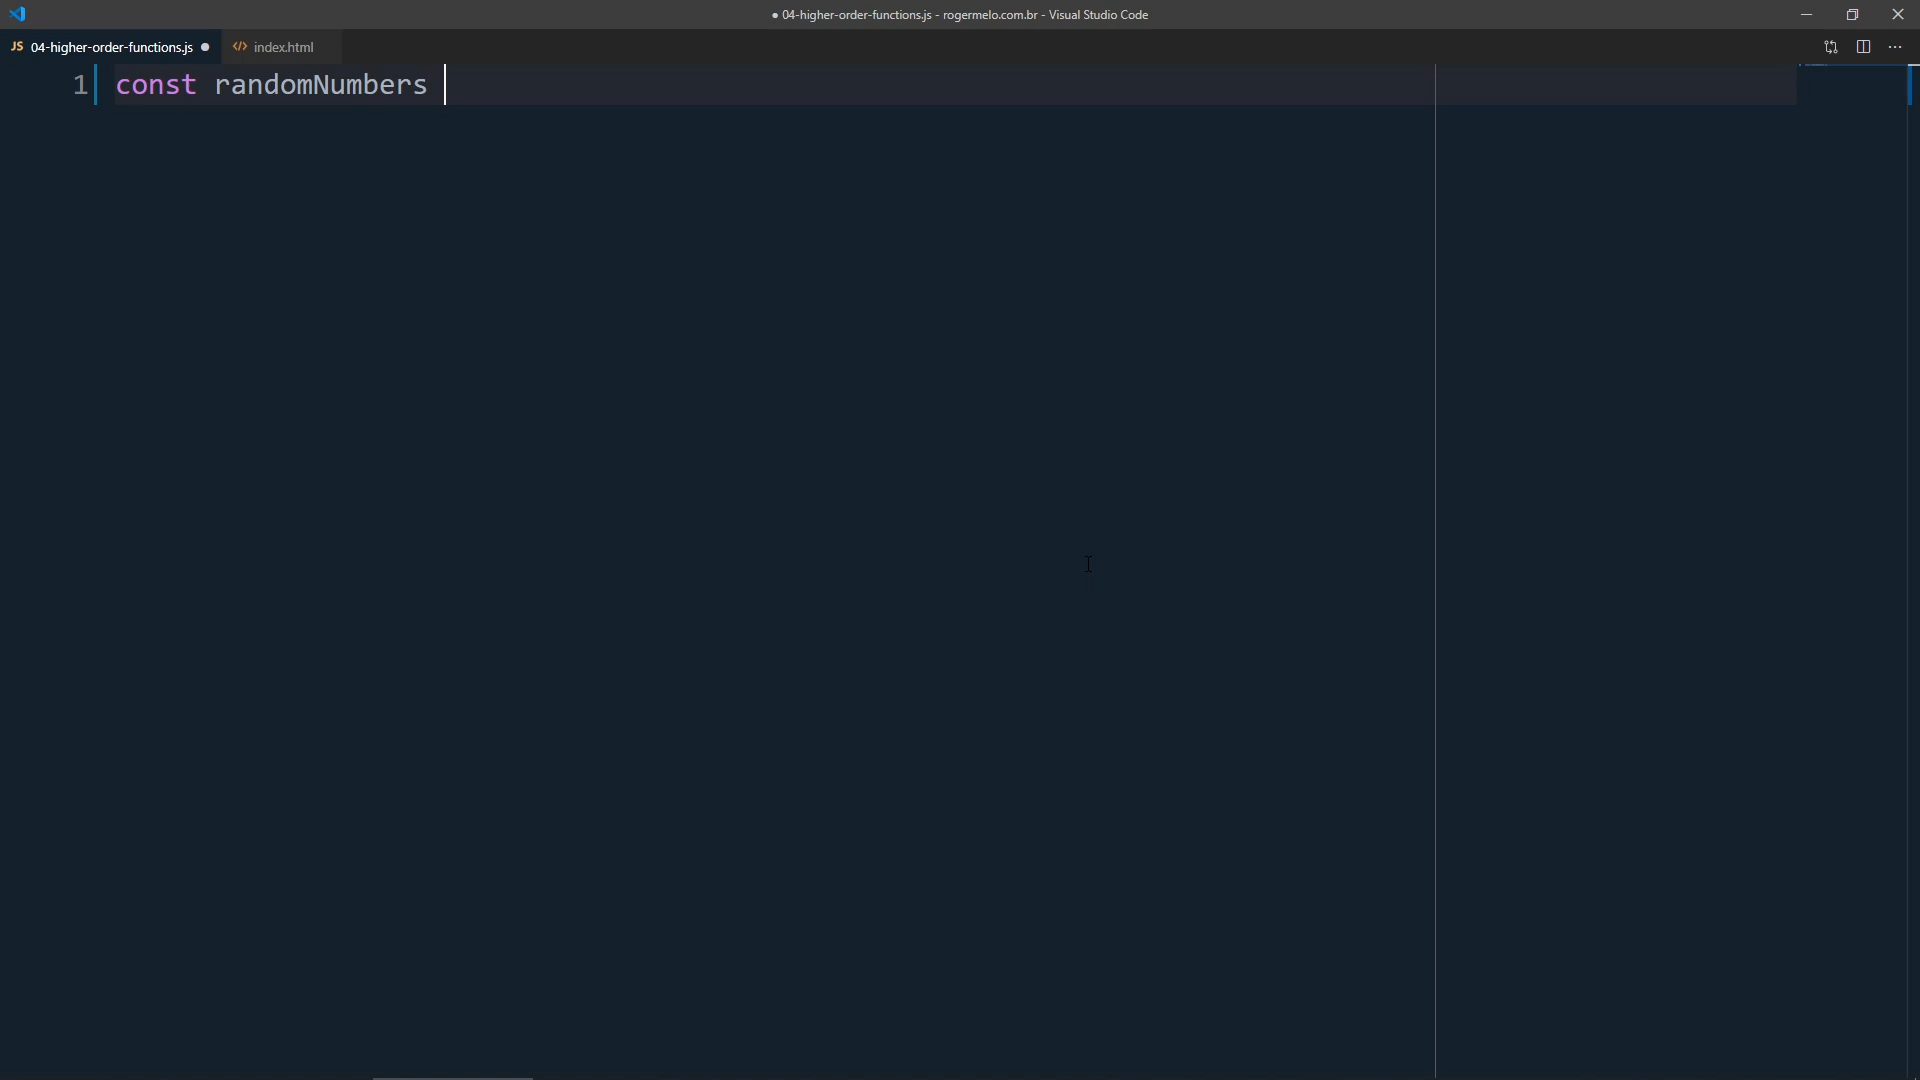 ● 04-higher-order-functions.js - rogermelo.com.br - Visual Studio Code
JS 04-higher-order-functions.js ●
</> index.html
1 const randomNumbers